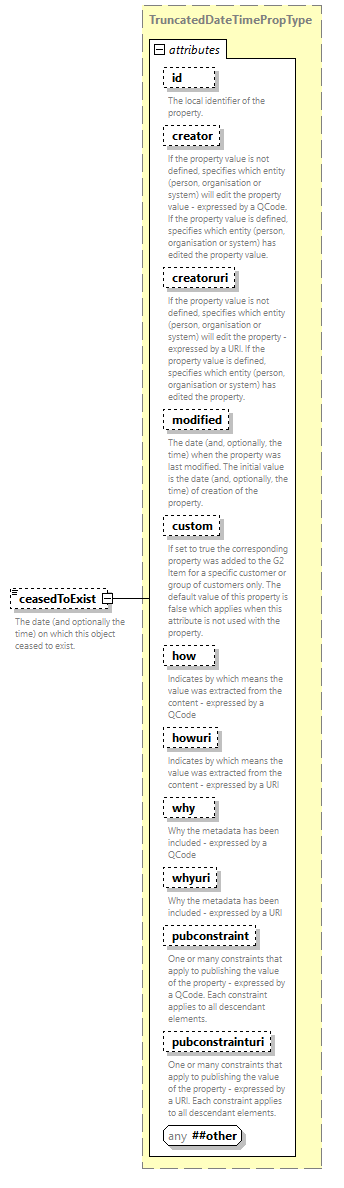 TruncatedDateTimePropType
attributes
id
The local identifier of the
property.
creator
If the property value is not
defined, specifies which entity
(person, organisation or
system) will edit the property
value - expressed by a QCode.
If the property value is defined,
specifies which entity (person,
organisation or system) has
edited the property value.
creatoruri
If the property value is not
defined, specifies which entity
(person, organisation or
system) will edit the property -
expressed by a URI. If the
property value is defined,
specifies which entity (person,
organisation or system) has
edited the property.
modified
The date (and, optionally, the
time) when the property was
last modified. The initial value
is the date (and, optionally, the
time) of creation of the
property.
custom
If set to true the corresponding
property was added to the G2
Item for a specific customer or
group of customers only. The
default value of this property is
false which applies when this
attribute is not used with the
property.
ceasedToExist
The date (and optionally the
time) on which this object
ceased to exist.
how
Indicates by which means the
value was extracted from the
content - expressed by a
QCode
howuri
Indicates by which means the
value was extracted from the
content - expressed by a URI
why
Why the metadata has been
included - expressed by a
QCode
whyuri
Why the metadata has been
included - expressed by a URI
pubconstraint
One or many constraints that
apply to publishing the value
of the property - expressed by
a QCode. Each constraint
applies to all descendant
elements.
pubconstrainturi
One or many constraints that
apply to publishing the value
of the property - expressed by
a URI. Each constraint applies
to all descendant elements.
any ##other